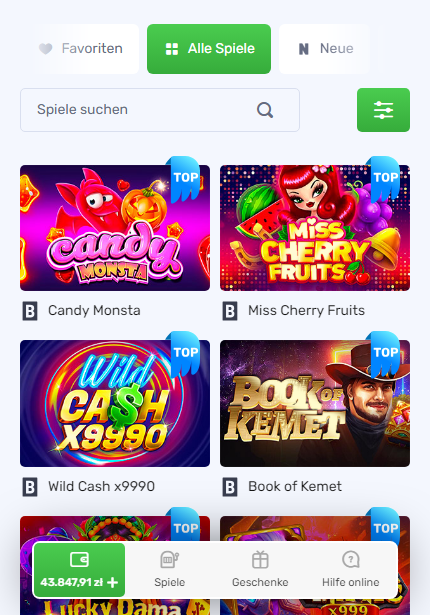 Favoriten
Alle Spiele
N Neue
Spiele suchen
TOP
TOP
candy
MONSTA
MiSS
CHERRY
FRUiTS
B Candy Monsta
B Miss Cherry Fruits
TOP
TOP
Wild
CA$H
X9990
BOOK OF
KEMET
B Wild Cash x9990
B Book of Kemet
TOP
TOP
43.847,91 zł +
Spiele
Geschenke
Hilfe online
Lucky Dama
x999